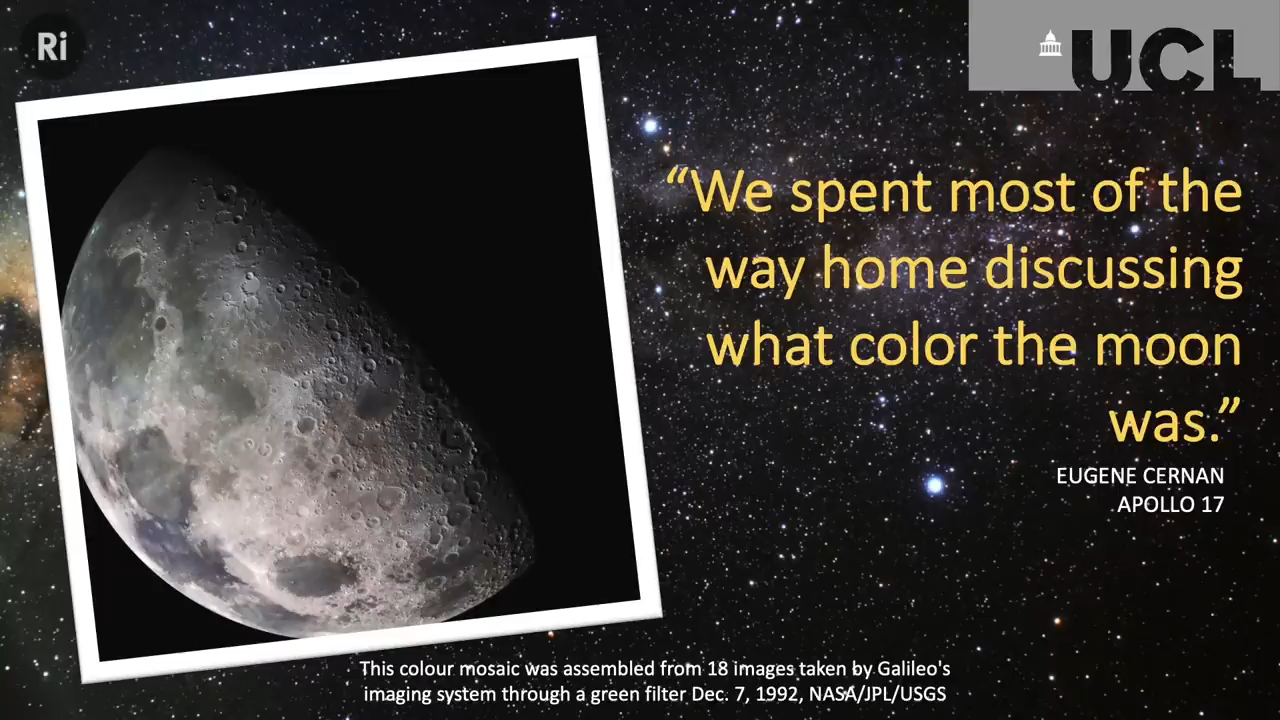 Ri
UCL
“We spent most of the
way home discussing
what color the moon
was.”
EUGENE CERNAN
APOLLO 17
This colour mosaic was assembled from 18 images taken by Galileo's
imaging system through a green filter Dec. 7, 1992, NASA/JPL/USGS